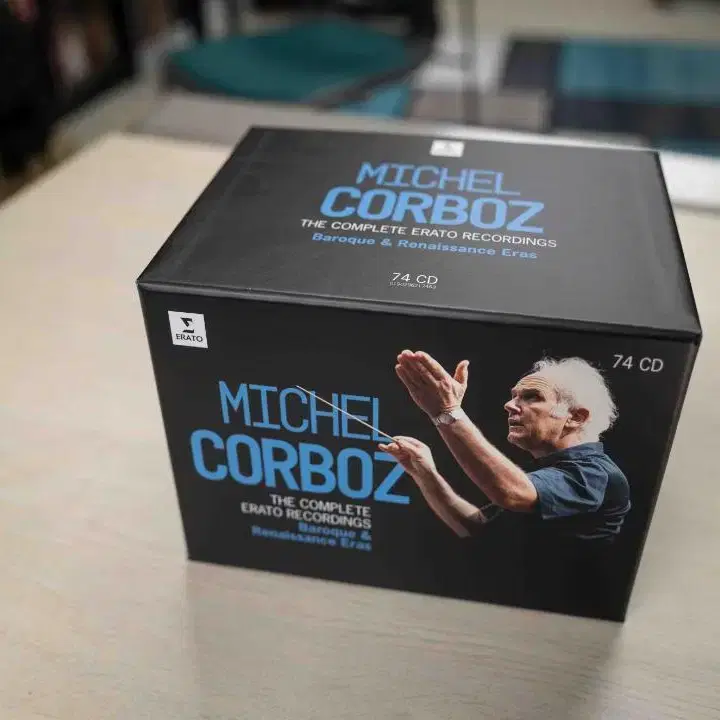 MICHEL
CORBOZ
THE COMPLETE ERATO RECORDINGS
Baroque & Renaissance Eras
74 CD
ERATO
74 CD
MICHEL
CORBOZ
THE COMPLETE
ERATO RECORDINGS
Baroque &
Renaissance Eras